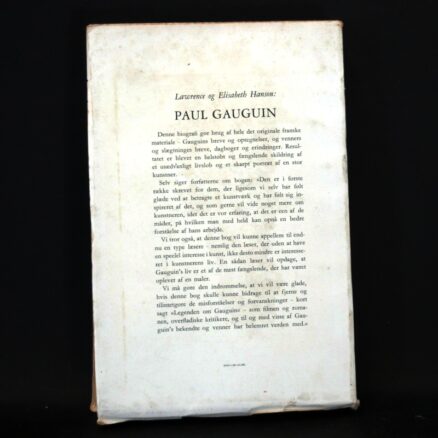 Lawrence og Elisabeth Hanson:
PAUL GAUGUIN
Denne biografi gør brug af hele det originale franske
materiale – Gauguins breve og optegnelser, og venners
og slægtninges breve, dagbøger og erindringer. Resul-
tatet er blevet en helstøbt og fængslende skildring af
et usædvanligt livsløb og et skarpt portræt af en stor
kunstner.
Selv siger forfatterne om bogen: »Den er i første
række skrevet for dem, der ligesom vi selv har følt
glæde ved at betragte et kunstværk og har følt sig in-
spireret af det, og som gerne vil vide noget mere om
kunstneren, idet det er vor erfaring, at det er een af de
måder, på hvilken man med held kan opnå en bedre
forståelse af hans arbejde.
Vi tror også, at denne bog vil kunne appellere til end-
nu en type læsere – nemlig den læser, der uden at have
en speciel interesse i kunst, ikke desto mindre er interesse-
ret i kunstnerens liv. En sådan læser vil opdage, at
Gauguin's liv er et af de mest fængslende, der har været
oplevet af en maler.
Vi må gøre den indrømmelse, at vi vil være glade,
hvis denne bog skulle kunne bidrage til at fjerne og
tilintetgøre de misforståelser og forvanskninger – kort
sagt »Legenden om Gauguin« – som filmen og roma-
nen, overfladiske kritikere, og til og med visse af Gau-
guin's bekendte og venner har belemret verden med.»